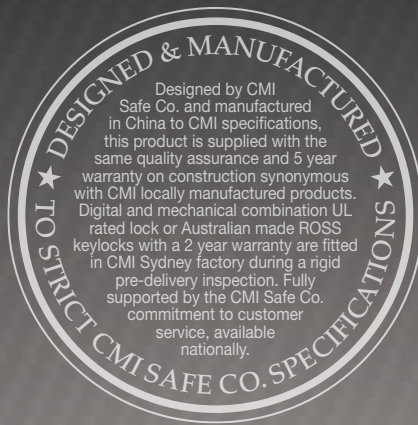 DESIGNED & MANUFACTURED
Designed by CMI
Safe Co. and manufactured
in China to CMI specifications,
this product is supplied with the
same quality assurance and 5 year
warranty on construction synonymous
with CMI locally manufactured products.
Digital and mechanical combination UL
rated lock or Australian made ROSS
keylocks with a 2 year warranty are fitted
in CMI Sydney factory during a rigid
pre-delivery inspection. Fully
supported by the CMI Safe Co.
commitment to customer
service, available
nationally.
TO STRICT CMI SAFE CO. SPECIFICATIONS